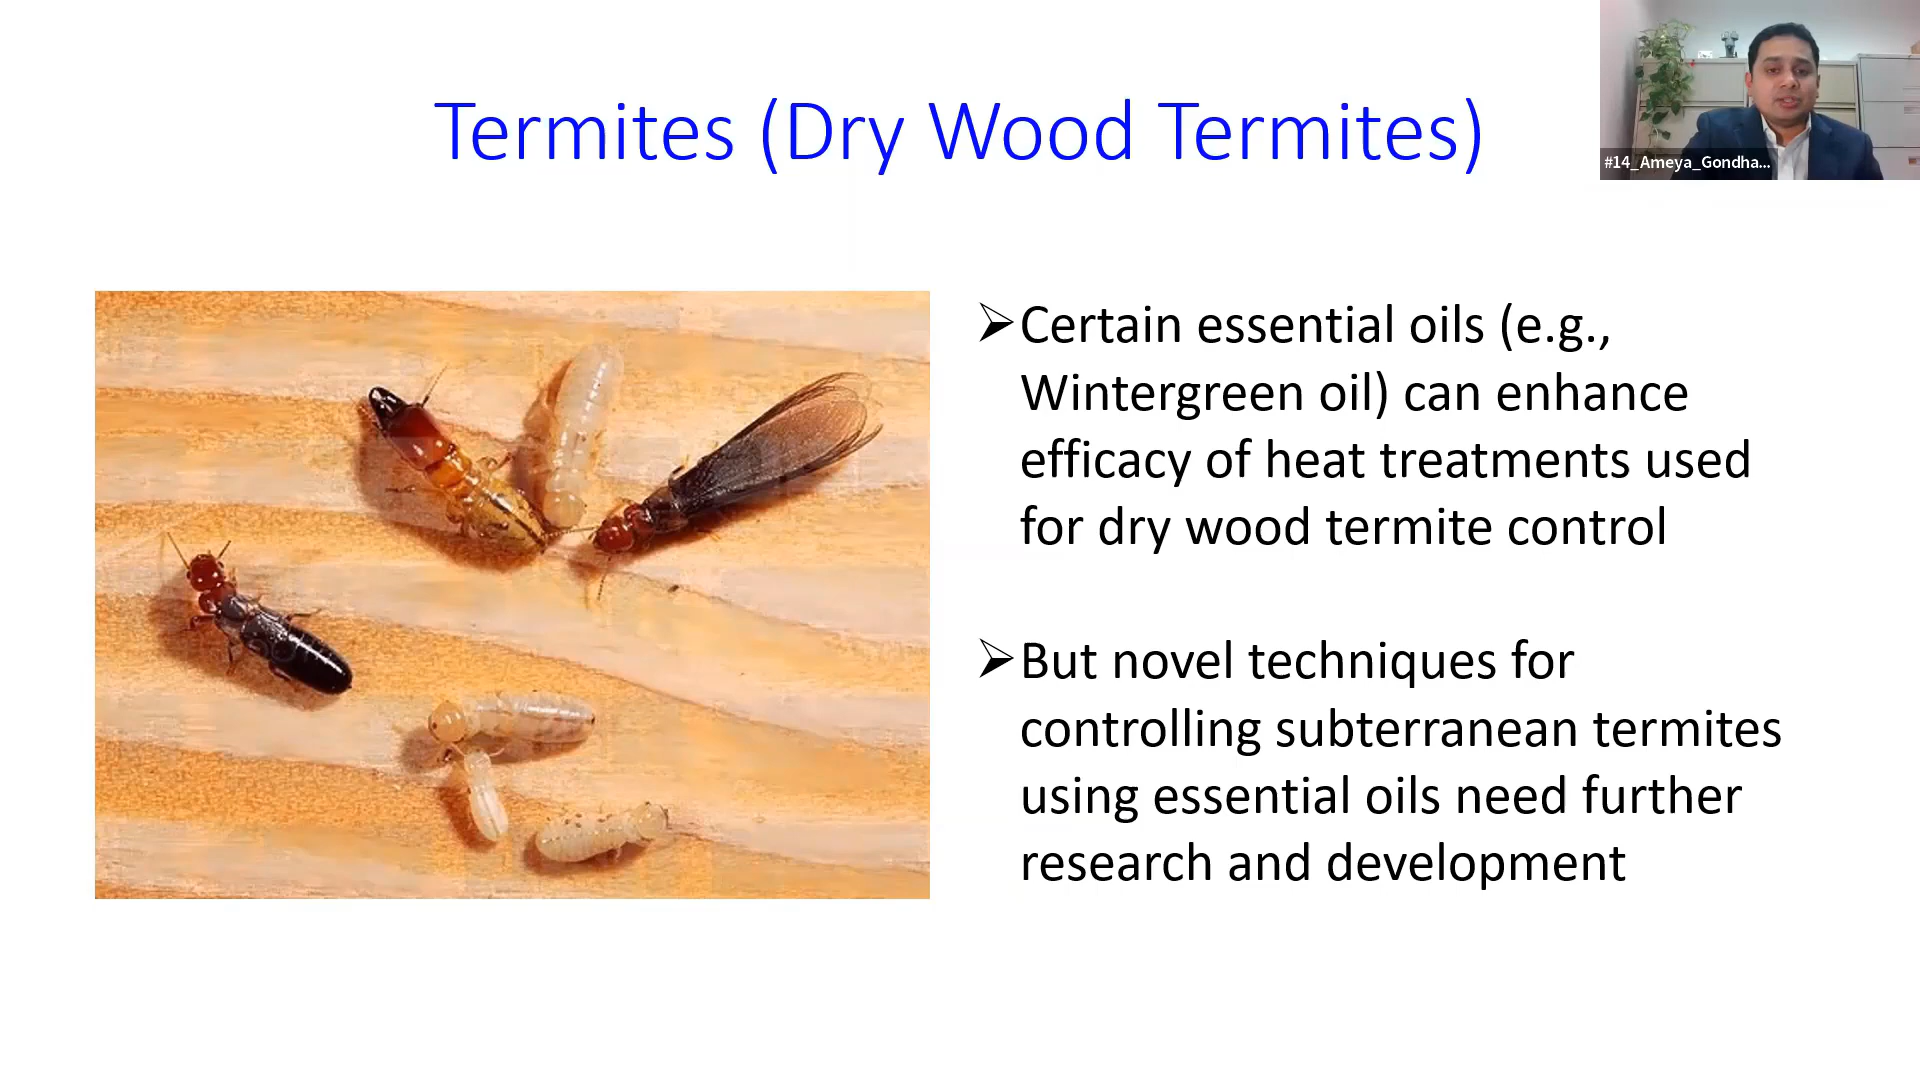 Termites (Dry Wood Termites)
#14_Ameya_Gondha...
➢Certain essential oils (e.g.,
Wintergreen oil) can enhance
efficacy of heat treatments used
for dry wood termite control
➢But novel techniques for
controlling subterranean termites
using essential oils need further
research and development